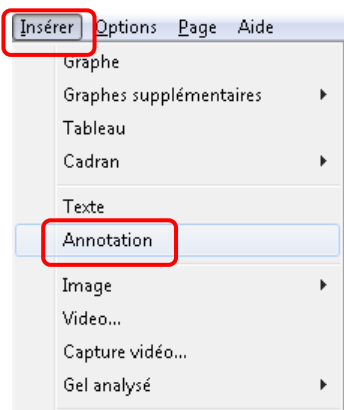 Insérer Options Page Aide
Graphe
Graphes supplémentaires
Tableau
Cadran
Texte
Annotation
Image
Video...
Capture vidéo...
Gel analysé